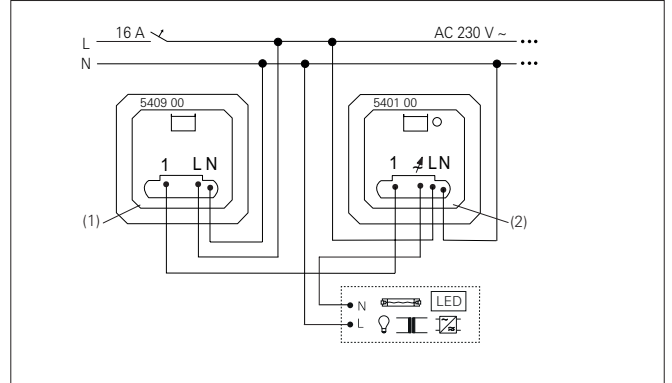 L 16 A AC 230 V ~ •••
N •••
5409 00 5401 00
1 L N 1 L N
(1) (2)
N LED
L